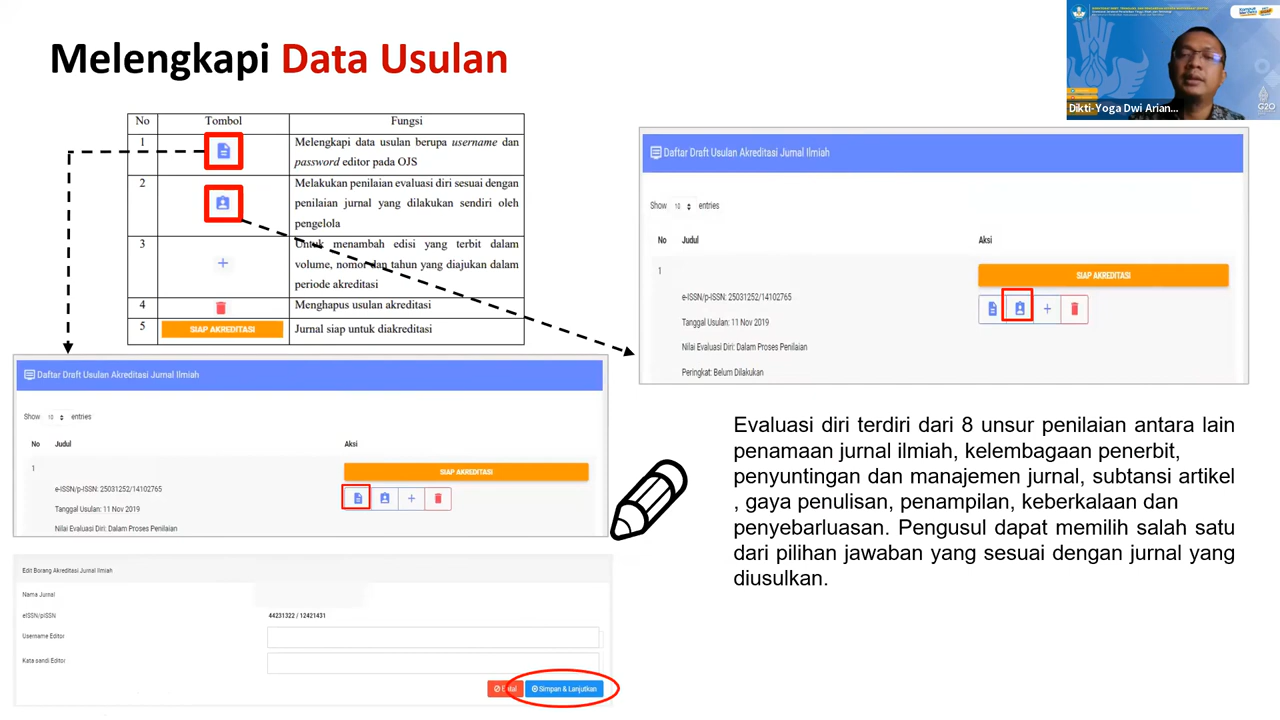 Melengkapi Data Usulan
Dikti-Yoga Dwi Arian...
G20
No Tombol Fungsi
1 Melengkapi data usulan berupa username dan
password editor pada OJS
2 Melakukan penilaian evaluasi diri sesuai dengan
penilaian jurnal yang dilakukan sendiri oleh
pengelola
3 Untuk menambah edisi yang terbit dalam
volume, nomor dan tahun yang diajukan dalam
periode akreditasi
4 Menghapus usulan akreditasi
5 SIAP AKREDITASI Jurnal siap untuk diakreditasi
Daftar Draft Usulan Akreditasi Jurnal Ilmiah
Show 10 entries
No Judul Aksi
1 SIAP AKREDITASI
e-ISSN/p-ISSN: 25031252/14102765
Tanggal Usulan: 11 Nov 2019
Nilai Evaluasi Diri: Dalam Proses Penilaian
Peringkat: Belum Dilakukan
Daftar Draft Usulan Akreditasi Jurnal Ilmiah
Show 10 entries
No Judul Aksi
1 SIAP AKREDITASI
e-ISSN/p-ISSN: 25031252/14102765
Tanggal Usulan: 11 Nov 2019
Nilai Evaluasi Diri: Dalam Proses Penilaian
Edit Borang Akreditasi Jurnal Ilmiah
Nama Jurnal
eISSN/pISSN 44231322 / 12421431
Username Editor
Kata sandi Editor
Simpan & Lanjutkan
Evaluasi diri terdiri dari 8 unsur penilaian antara lain
penamaan jurnal ilmiah, kelembagaan penerbit,
penyuntingan dan manajemen jurnal, subtansi artikel
, gaya penulisan, penampilan, keberkalaan dan
penyebarluasan. Pengusul dapat memilih salah satu
dari pilihan jawaban yang sesuai dengan jurnal yang
diusulkan.